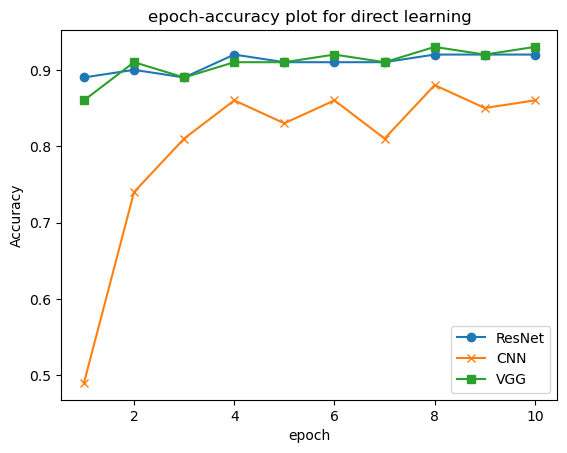 epoch-accuracy plot for direct learning
Accuracy
0.9
0.8
0.7
0.6
0.5
2 4 6 8 10
epoch
ResNet
CNN
VGG